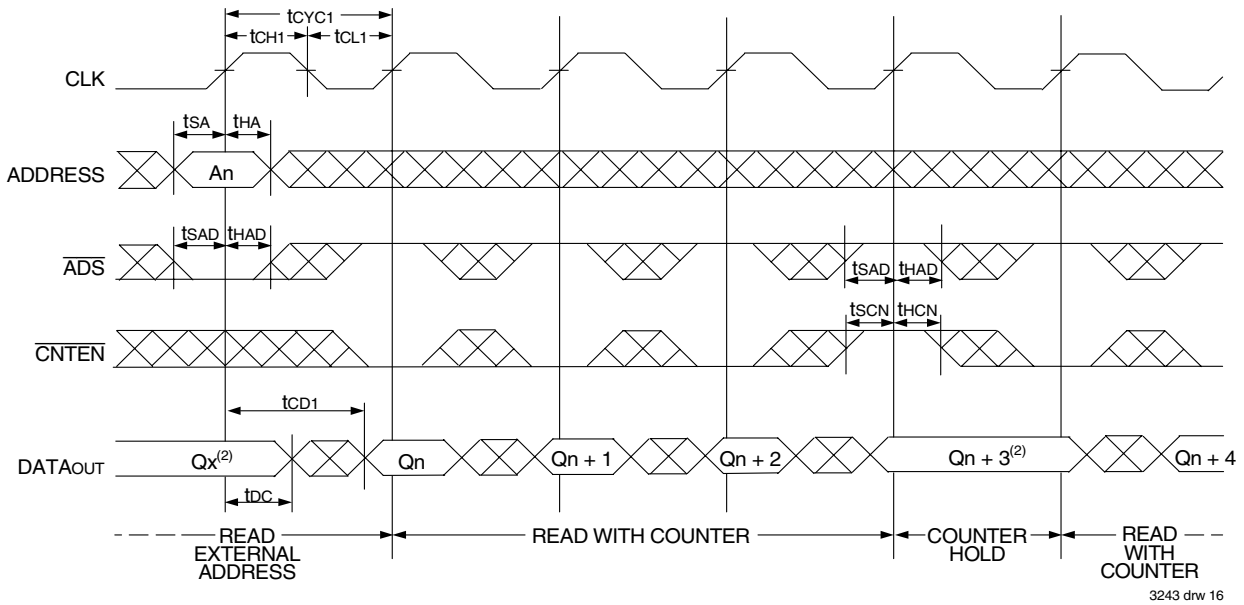 tCYC1
tCH1 tCL1
CLK
tSA tHA
ADDRESS An
tSAD tHAD
ADS
tSAD tHAD
tSCN tHCN
CNTEN
tCD1
DATAOUT Qx(2) Qn Qn + 1 Qn + 2 Qn + 3(2) Qn + 4
tDC
READ EXTERNAL ADDRESS
READ WITH COUNTER
COUNTER HOLD
READ WITH COUNTER
3243 drw 16